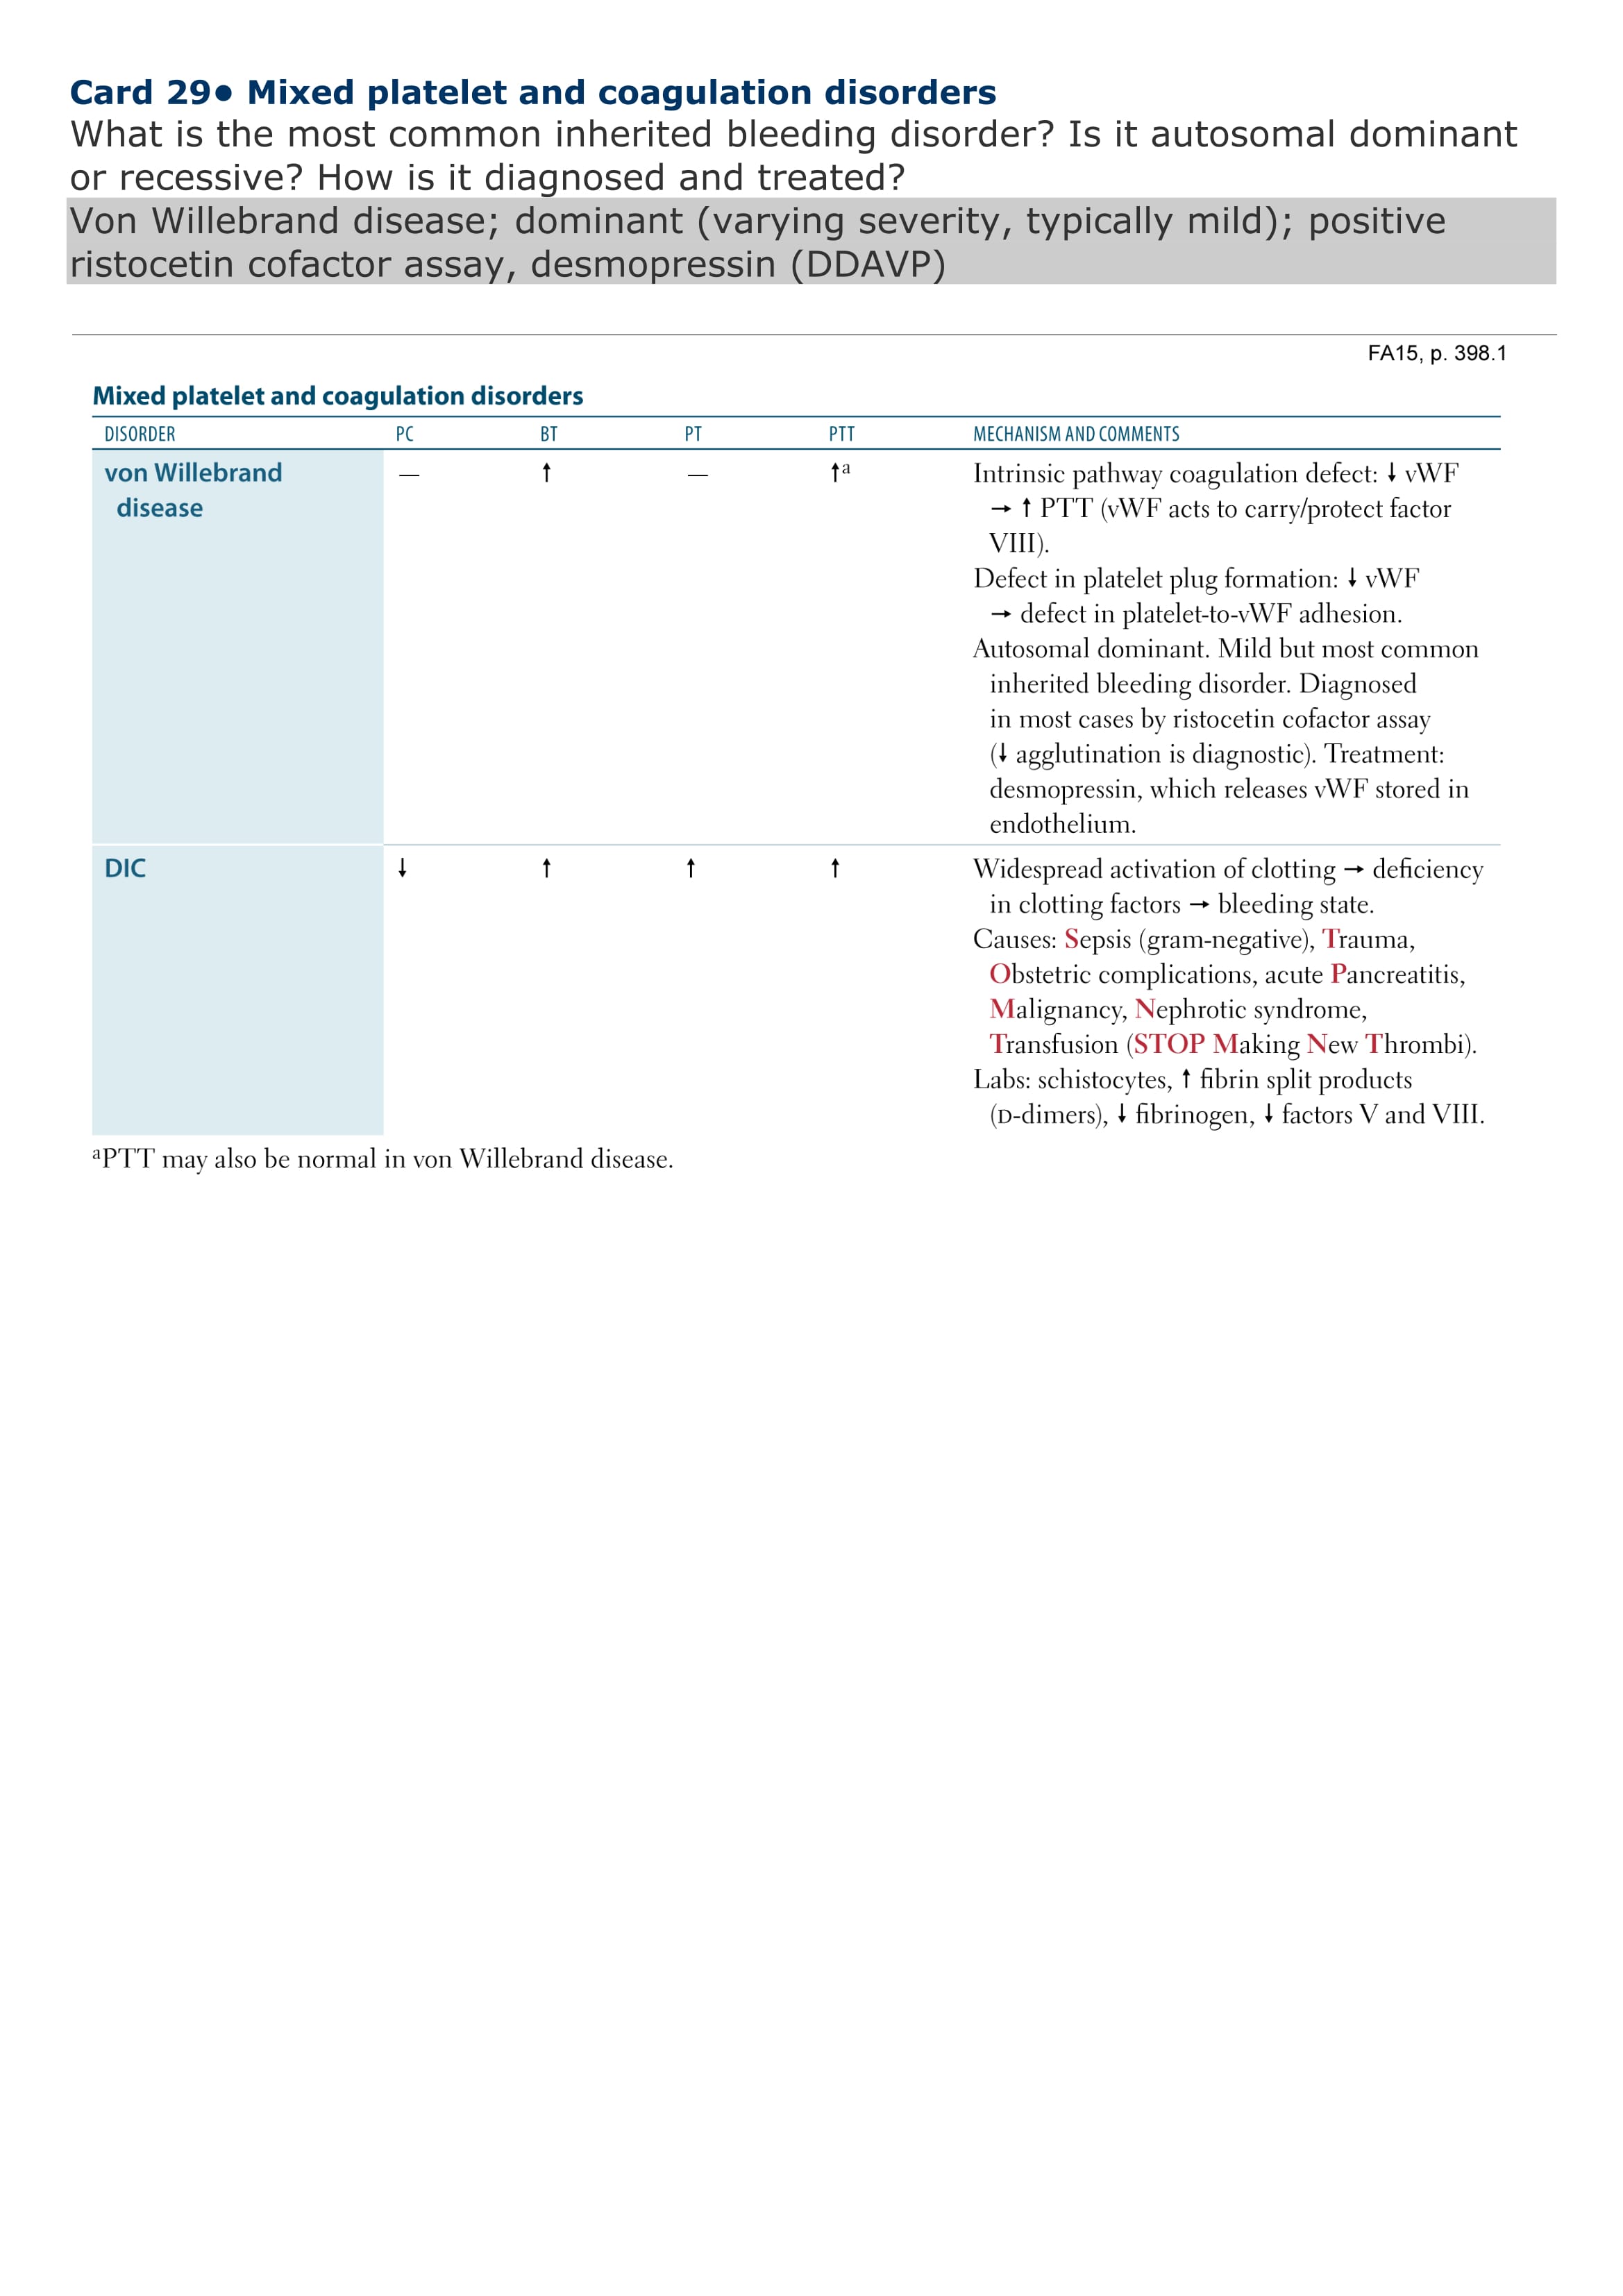 Card 29● Mixed platelet and coagulation disorders
What is the most common inherited bleeding disorder? Is it autosomal dominant
or recessive? How is it diagnosed and treated?
Von Willebrand disease; dominant (varying severity, typically mild); positive
ristocetin cofactor assay, desmopressin (DDAVP)
FA15, p. 398.1
Mixed platelet and coagulation disorders
DISORDER PC BT PT PTT MECHANISM AND COMMENTS
von Willebrand — ↑ — ↑ᵃ Intrinsic pathway coagulation defect: ↓ vWF
disease → ↑ PTT (vWF acts to carry/protect factor
VIII).
Defect in platelet plug formation: ↓ vWF
→ defect in platelet-to-vWF adhesion.
Autosomal dominant. Mild but most common
inherited bleeding disorder. Diagnosed
in most cases by ristocetin cofactor assay
(↓ agglutination is diagnostic). Treatment:
desmopressin, which releases vWF stored in
endothelium.
DIC ↓ ↑ ↑ ↑ Widespread activation of clotting → deficiency
in clotting factors → bleeding state.
Causes: Sepsis (gram-negative), Trauma,
Obstetric complications, acute Pancreatitis,
Malignancy, Nephrotic syndrome,
Transfusion (STOP Making New Thrombi).
Labs: schistocytes, ↑ fibrin split products
(D-dimers), ↓ fibrinogen, ↓ factors V and VIII.
ᵃPTT may also be normal in von Willebrand disease.